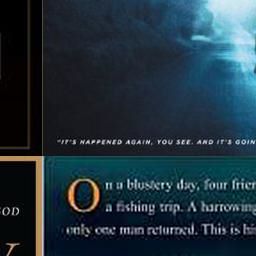 "IT'S HAPPENED AGAIN, YOU SEE. AND IT'S GOIN
On a blustery day, four frien
a fishing trip. A harrowing
only one man returned. This is hi
GOD